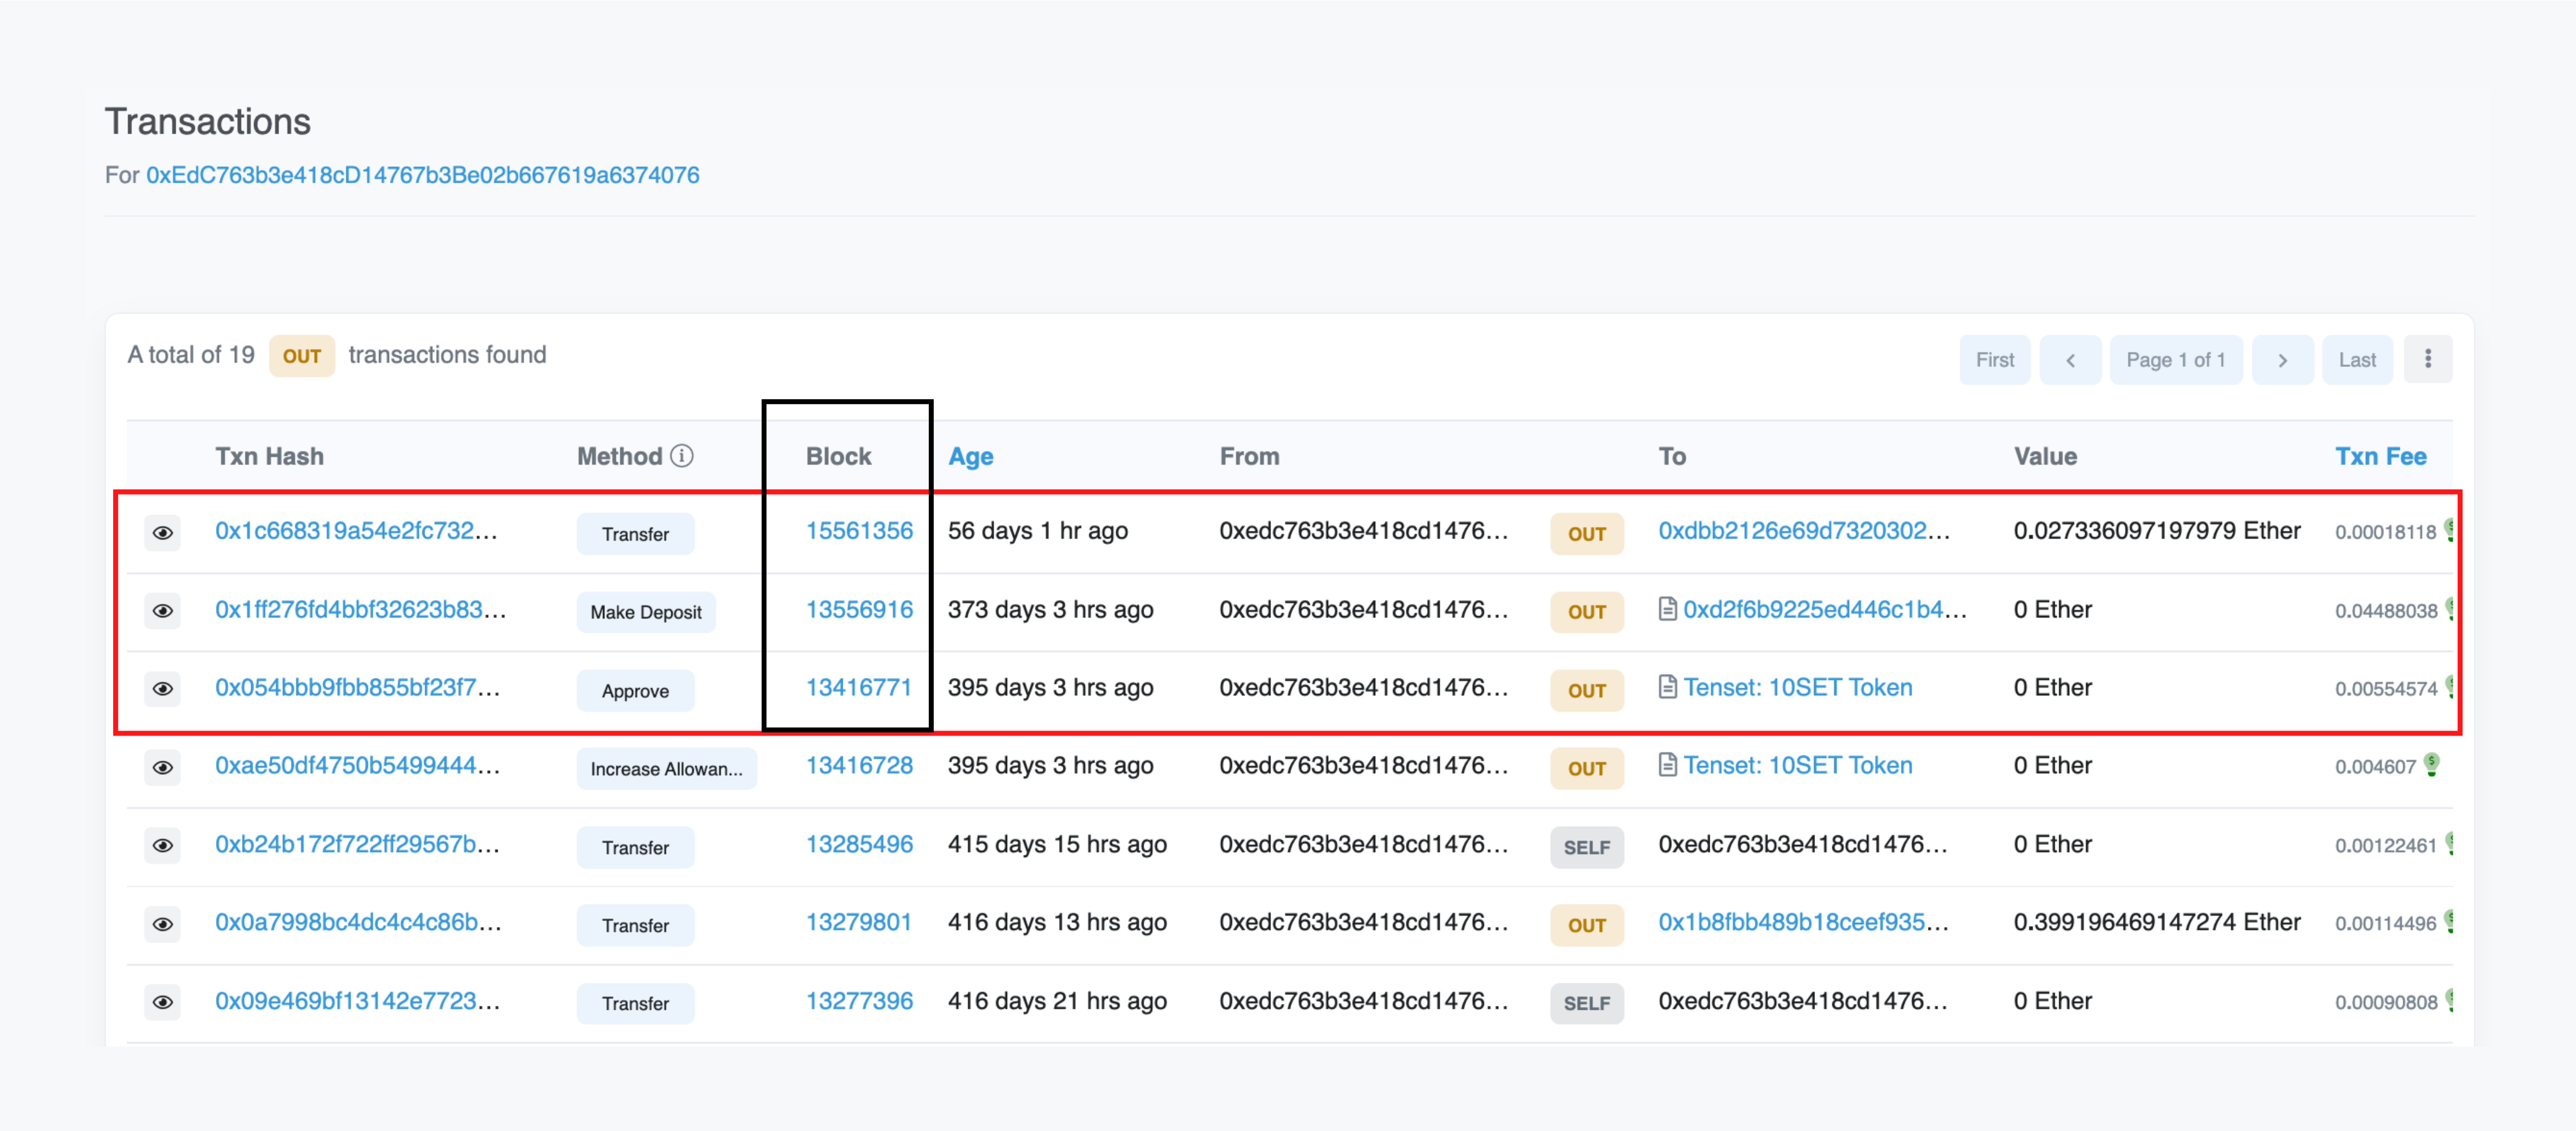 Transactions
For 0xEdC763b3e418cD14767b3Be02b667619a6374076
A total of 19 OUT transactions found
First Page 1 of 1 Last
Txn Hash Method Block Age From To Value Txn Fee
0x1c668319a54e2fc732... Transfer 15561356 56 days 1 hr ago 0xedc763b3e418cd1476... OUT 0xdbb2126e69d7320302... 0.027336097197979 Ether 0.00018118
0x1ff276fd4bbf32623b83... Make Deposit 13556916 373 days 3 hrs ago 0xedc763b3e418cd1476... OUT 0xd2f6b9225ed446c1b4... 0 Ether 0.04488038
0x054bbb9fbb855bf23f7... Approve 13416771 395 days 3 hrs ago 0xedc763b3e418cd1476... OUT Tenset: 10SET Token 0 Ether 0.00554574
0xae50df4750b5499444... Increase Allowan... 13416728 395 days 3 hrs ago 0xedc763b3e418cd1476... OUT Tenset: 10SET Token 0 Ether 0.004607
0xb24b172f722ff29567b... Transfer 13285496 415 days 15 hrs ago 0xedc763b3e418cd1476... SELF 0xedc763b3e418cd1476... 0 Ether 0.00122461
0x0a7998bc4dc4c4c86b... Transfer 13279801 416 days 13 hrs ago 0xedc763b3e418cd1476... OUT 0x1b8fbb489b18ceef935... 0.399196469147274 Ether 0.00114496
0x09e469bf13142e7723... Transfer 13277396 416 days 21 hrs ago 0xedc763b3e418cd1476... SELF 0xedc763b3e418cd1476... 0 Ether 0.00090808